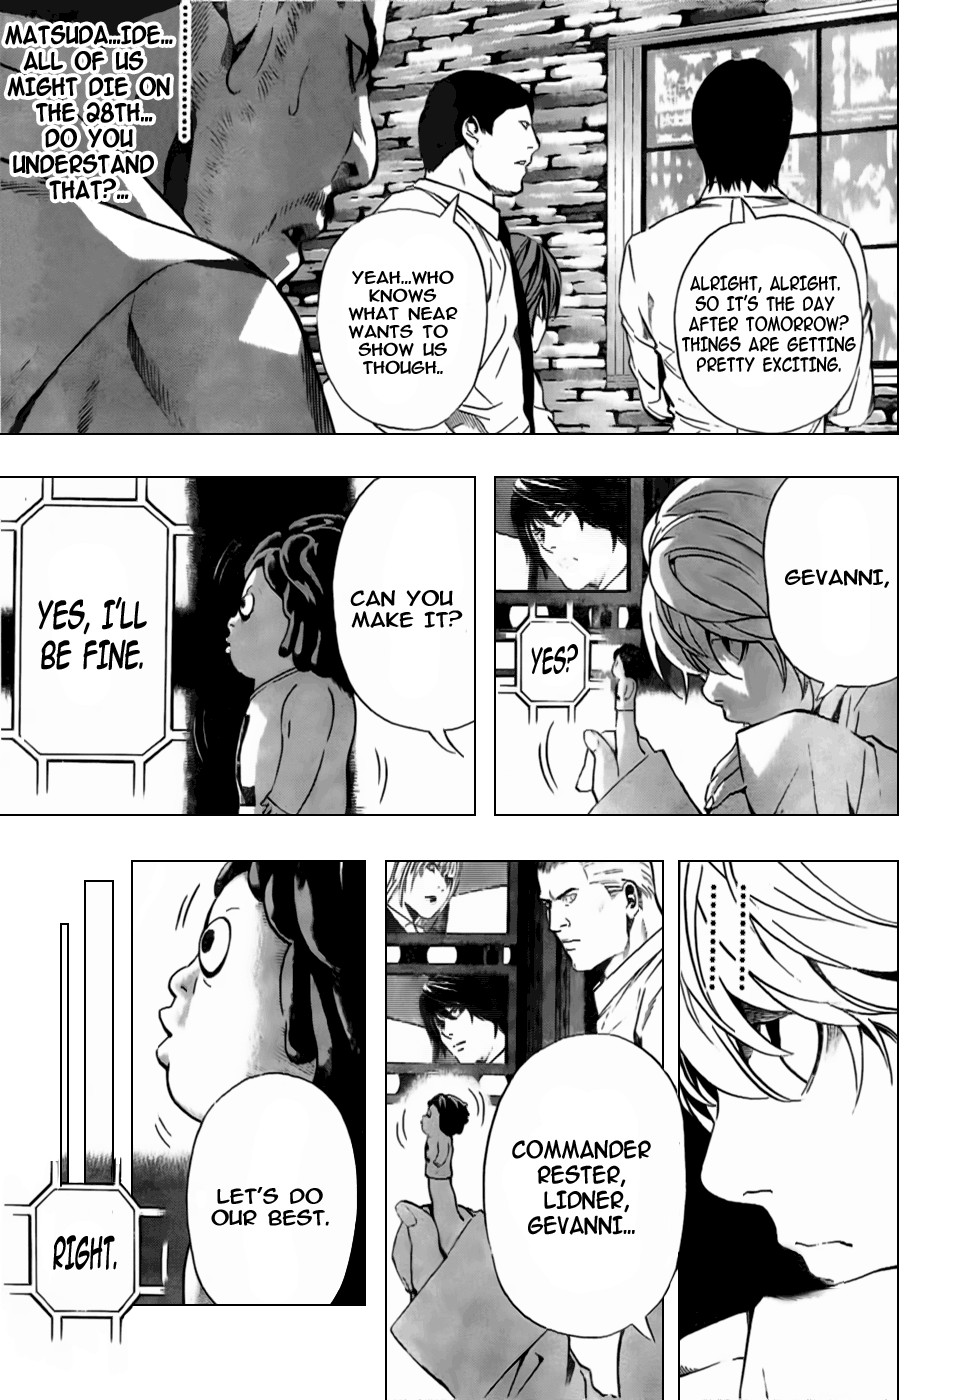 ALRIGHT, ALRIGHT.
SO IT'S THE DAY
AFTER TOMORROW?
THINGS ARE GETTING
PRETTY EXCITING.
YEAH...WHO
KNOWS
WHAT NEAR
WANTS TO
SHOW US
THOUGH..
MATSUDA...IDE...
ALL OF US
MIGHT DIE ON
THE 28TH...
DO YOU
UNDERSTAND
THAT?...
GEVANNI,
YES?
CAN YOU
MAKE IT?
YES, I'LL
BE FINE.
COMMANDER
RESTER,
LIDNER,
GEVANNI...
LET'S DO
OUR BEST.
RIGHT.